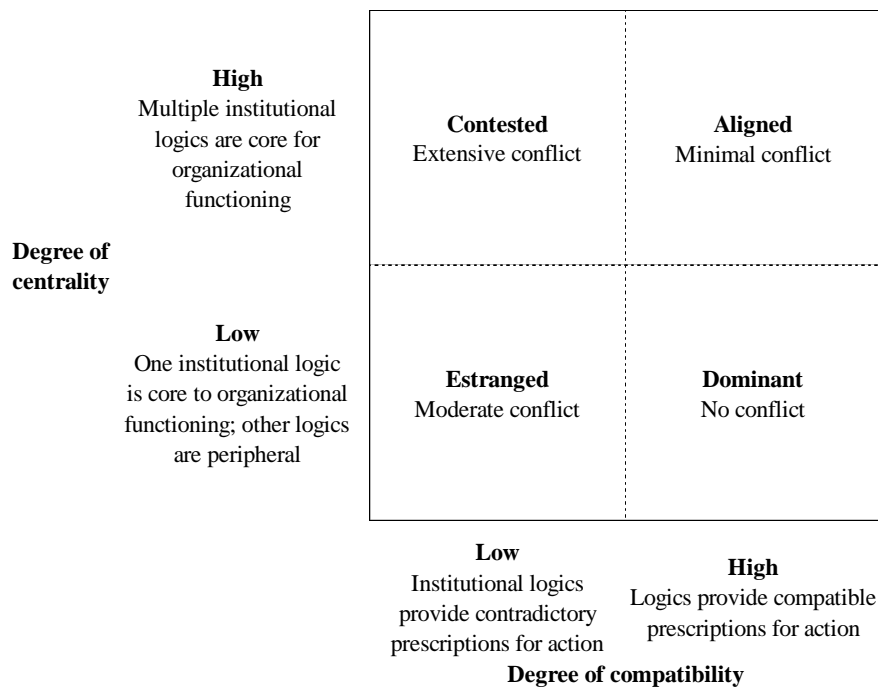 High
Multiple institutional
logics are core for
organizational
functioning
Contested
Extensive conflict
Aligned
Minimal conflict
Degree of
centrality
Low
One institutional logic
is core to organizational
functioning; other logics
are peripheral
Estranged
Moderate conflict
Dominant
No conflict
Low
Institutional logics
provide contradictory
prescriptions for action
High
Logics provide compatible
prescriptions for action
Degree of compatibility